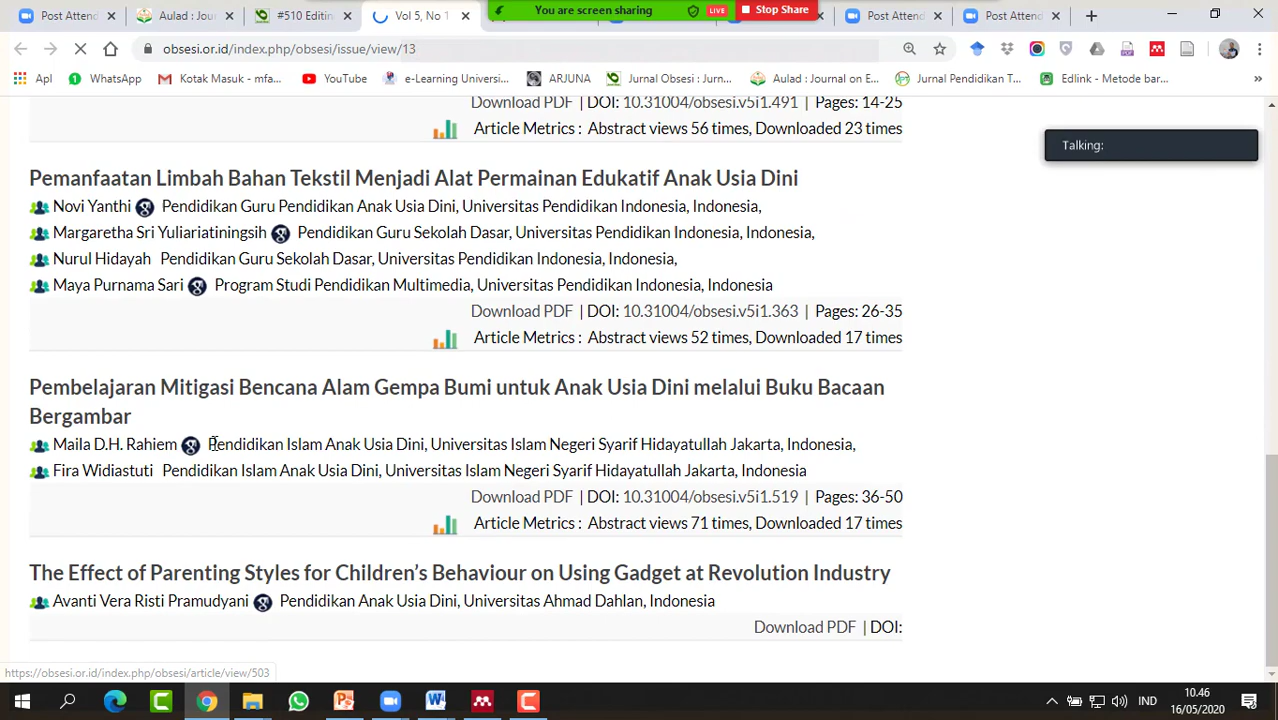 Post Attend
Aulad : Jou
#510 Editin
Vol 5, No 1
You are screen sharing
LIVE
Stop Share
Post Attend
Post Attend
obsesi.or.id/index.php/obsesi/issue/view/13
Apl
WhatsApp
Kotak Masuk - mfa...
YouTube
e-Learning Universi...
ARJUNA
Jurnal Obsesi : Jurn...
Aulad : Journal on E...
Jurnal Pendidikan T...
Edlink - Metode bar...
»
Download PDF | DOI: 10.31004/obsesi.v5i1.491 | Pages: 14-25
Article Metrics : Abstract views 56 times, Downloaded 23 times
Talking:
Pemanfaatan Limbah Bahan Tekstil Menjadi Alat Permainan Edukatif Anak Usia Dini
Novi Yanthi Pendidikan Guru Pendidikan Anak Usia Dini, Universitas Pendidikan Indonesia, Indonesia,
Margaretha Sri Yuliariatiningsih Pendidikan Guru Sekolah Dasar, Universitas Pendidikan Indonesia, Indonesia,
Nurul Hidayah Pendidikan Guru Sekolah Dasar, Universitas Pendidikan Indonesia, Indonesia,
Maya Purnama Sari Program Studi Pendidikan Multimedia, Universitas Pendidikan Indonesia, Indonesia
Download PDF | DOI: 10.31004/obsesi.v5i1.363 | Pages: 26-35
Article Metrics : Abstract views 52 times, Downloaded 17 times
Pembelajaran Mitigasi Bencana Alam Gempa Bumi untuk Anak Usia Dini melalui Buku Bacaan
Bergambar
Maila D.H. Rahiem Pendidikan Islam Anak Usia Dini, Universitas Islam Negeri Syarif Hidayatullah Jakarta, Indonesia,
Fira Widiastuti Pendidikan Islam Anak Usia Dini, Universitas Islam Negeri Syarif Hidayatullah Jakarta, Indonesia
Download PDF | DOI: 10.31004/obsesi.v5i1.519 | Pages: 36-50
Article Metrics : Abstract views 71 times, Downloaded 17 times
The Effect of Parenting Styles for Children's Behaviour on Using Gadget at Revolution Industry
Avanti Vera Risti Pramudyani Pendidikan Anak Usia Dini, Universitas Ahmad Dahlan, Indonesia
Download PDF | DOI:
https://obsesi.or.id/index.php/obsesi/article/view/503
IND
10.46
16/05/2020